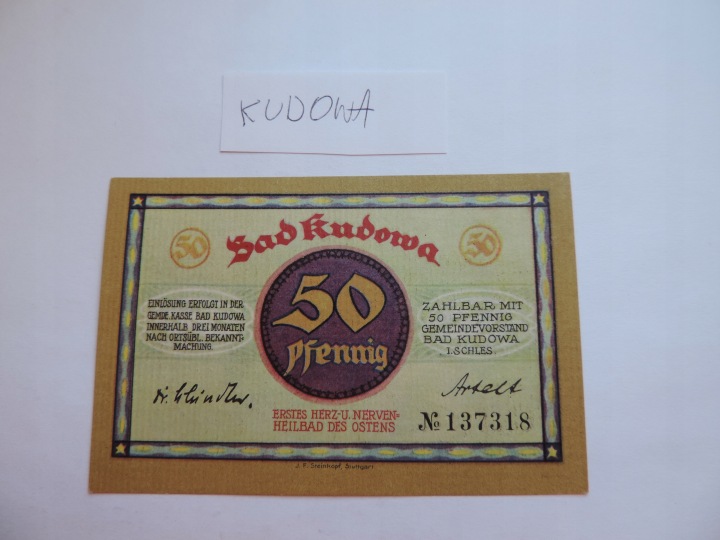 KUDOWA
Bad Kudowa
50
50
50
Pfennig
EINLÖSUNG ERFOLGT IN DER
GEMDE. KASSE BAD KUDOWA
INNERHALB DREI MONATEN
NACH ORTSÜBL. BEKANNT-
MACHUNG.
ZAHLBAR MIT
50 PFENNIG
GEMEINDEVORSTAND
BAD KUDOWA
I. SCHLES.
ERSTES HERZ- U. NERVEN=
HEILBAD DES OSTENS
№ 137318
J. F. Steinkopf, Stuttgart